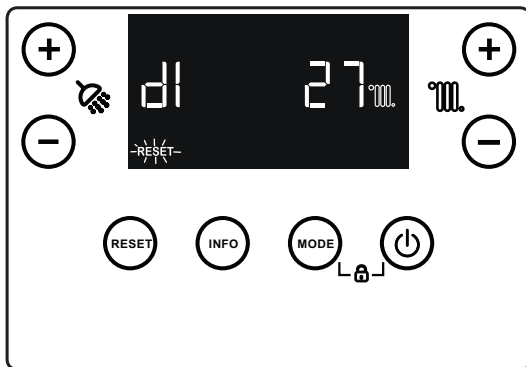 + +
dI 27
RESET
− −
RESET INFO MODE